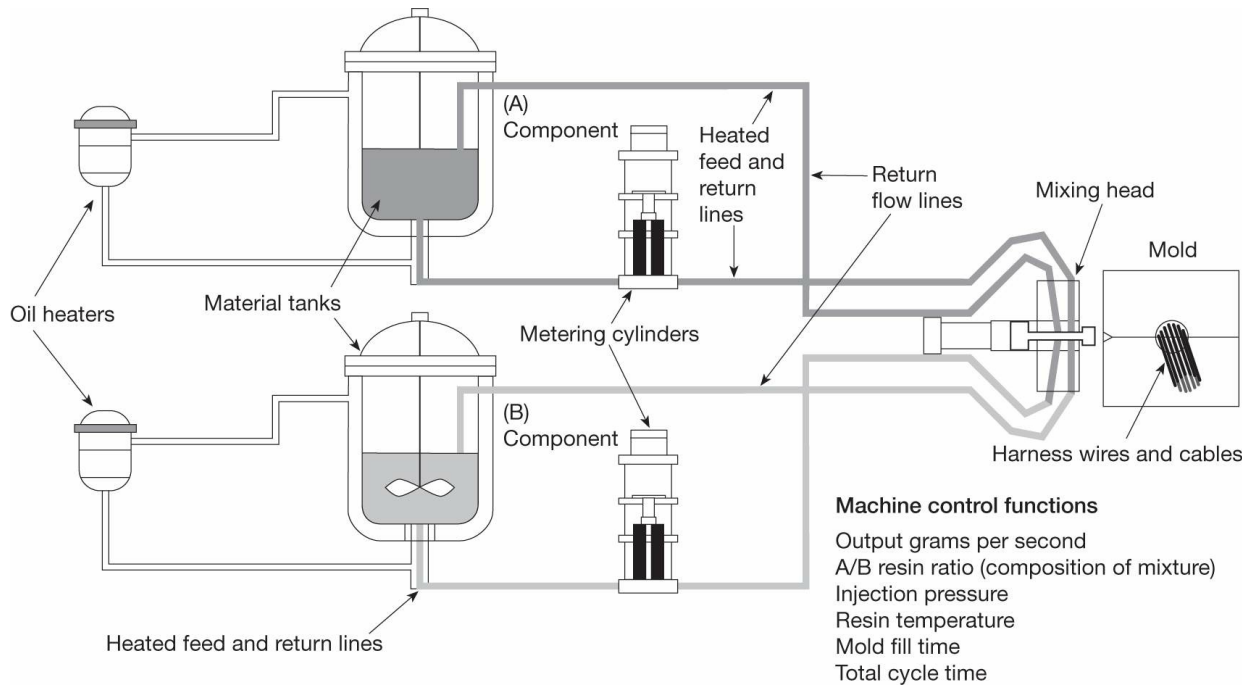 (A)
Component
Heated
feed and
return
lines
Return
flow lines
Mixing head
Mold
Oil heaters
Material tanks
Metering cylinders
(B)
Component
Harness wires and cables
Heated feed and return lines
Machine control functions
Output grams per second
A/B resin ratio (composition of mixture)
Injection pressure
Resin temperature
Mold fill time
Total cycle time